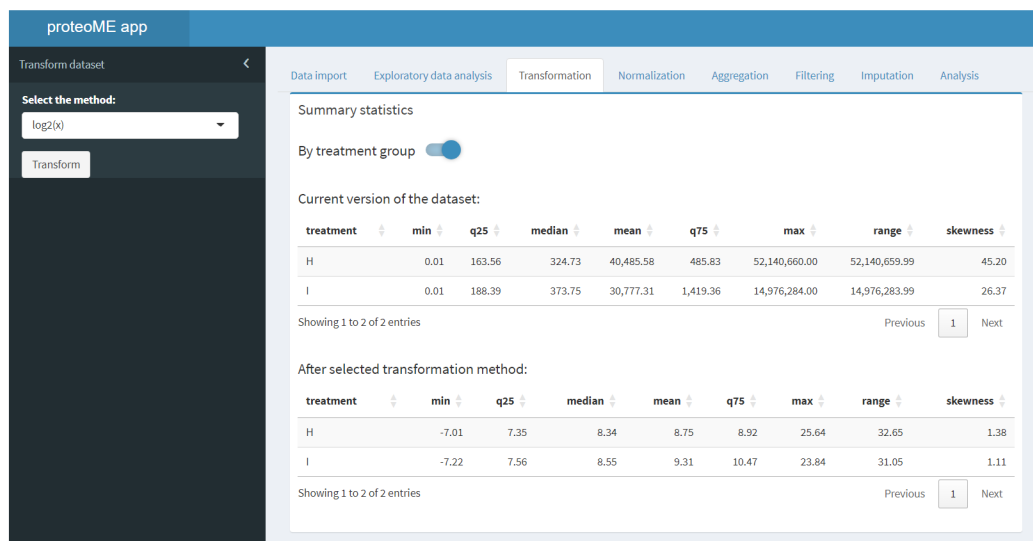 proteoME app
Transform dataset
Select the method:
log2(x)
Transform
Data import Exploratory data analysis Transformation Normalization Aggregation Filtering Imputation Analysis
Summary statistics
By treatment group
Current version of the dataset:
treatment min q25 median mean q75 max range skewness
H 0.01 163.56 324.73 40,485.58 485.83 52,140,660.00 52,140,659.99 45.20
I 0.01 188.39 373.75 30,777.31 1,419.36 14,976,284.00 14,976,283.99 26.37
Showing 1 to 2 of 2 entries Previous 1 Next
After selected transformation method:
treatment min q25 median mean q75 max range skewness
H -7.01 7.35 8.34 8.75 8.92 25.64 32.65 1.38
I -7.22 7.56 8.55 9.31 10.47 23.84 31.05 1.11
Showing 1 to 2 of 2 entries Previous 1 Next